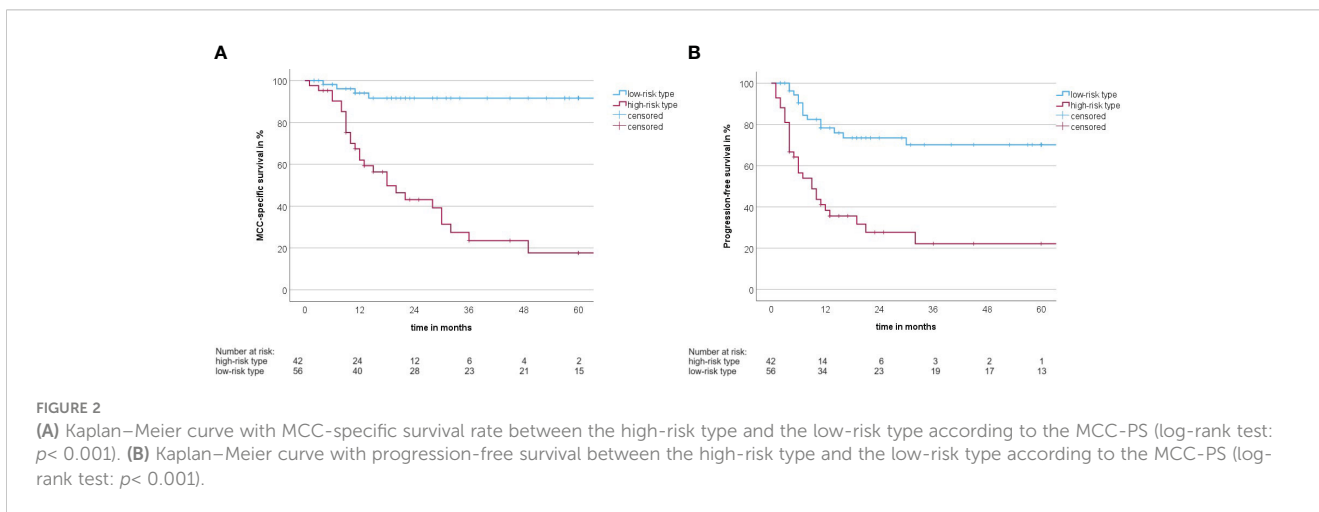 A
MCC-specific survival in %
100
80
60
40
20
0
0 12 24 36 48 60
time in months
low-risk type
high-risk type
censored
censored
Number at risk:
high-risk type 42 24 12 6 4 2
low-risk type 56 40 28 23 21 15
B
Progression-free survival in %
100
80
60
40
20
0
0 12 24 36 48 60
time in months
low-risk type
high-risk type
censored
censored
Number at risk:
high-risk type 42 14 6 3 2 1
low-risk type 56 34 23 19 17 13
FIGURE 2
(A) Kaplan–Meier curve with MCC-specific survival rate between the high-risk type and the low-risk type according to the MCC-PS (log-rank test:
p< 0.001). (B) Kaplan–Meier curve with progression-free survival between the high-risk type and the low-risk type according to the MCC-PS (log-
rank test: p< 0.001).